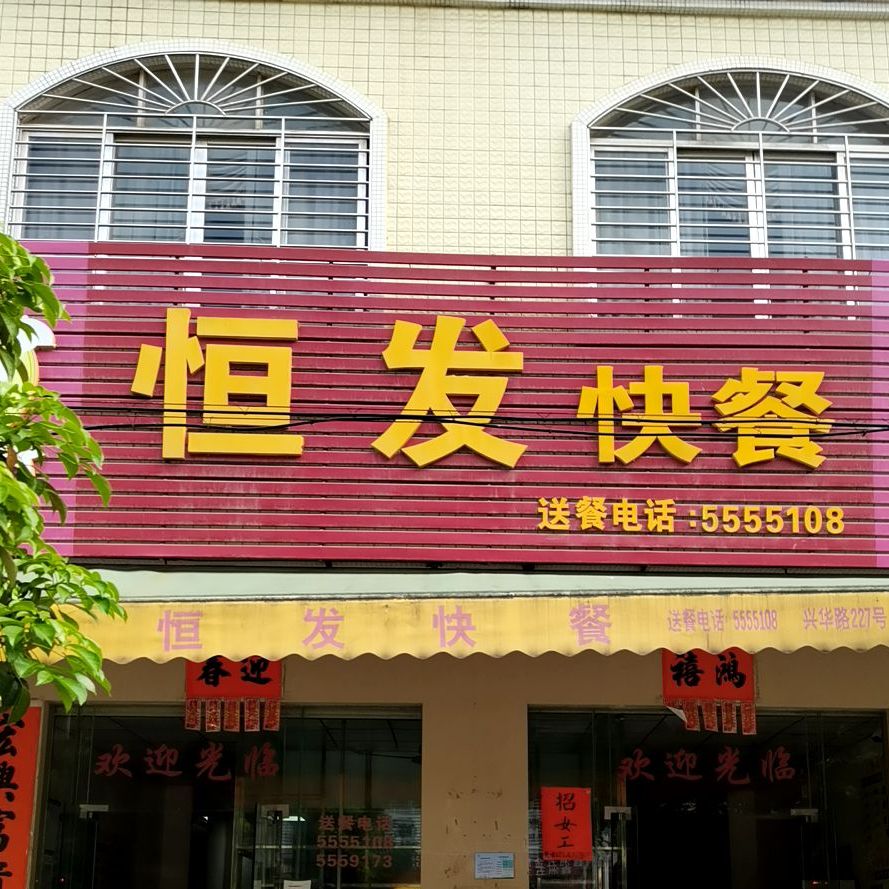 恒发快餐
送餐电话:5555108
恒发快餐 送餐电话: 5555108 兴华路227号
春迎
禧鸿
欢迎光临
欢迎光临
送餐电话
5555108
5559173
招女工